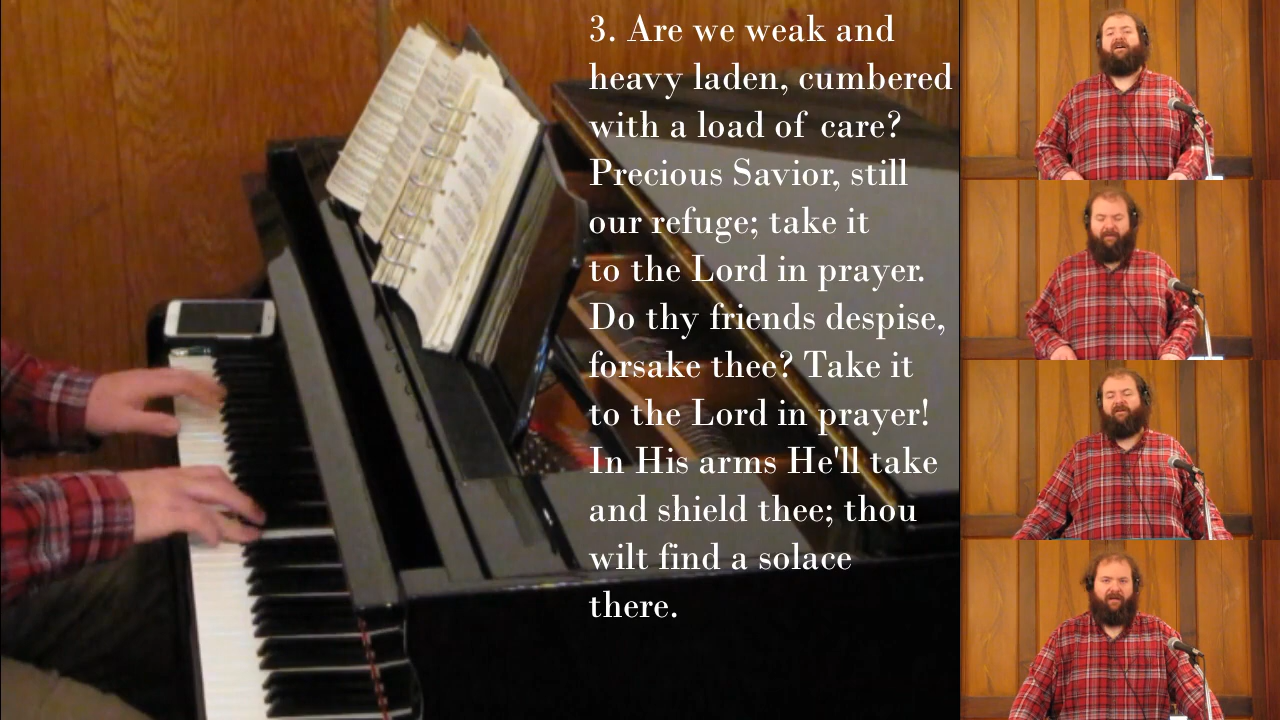 3. Are we weak and
heavy laden, cumbered
with a load of care?
Precious Savior, still
our refuge; take it
to the Lord in prayer.
Do thy friends despise,
forsake thee? Take it
to the Lord in prayer!
In His arms He'll take
and shield thee; thou
wilt find a solace
there.